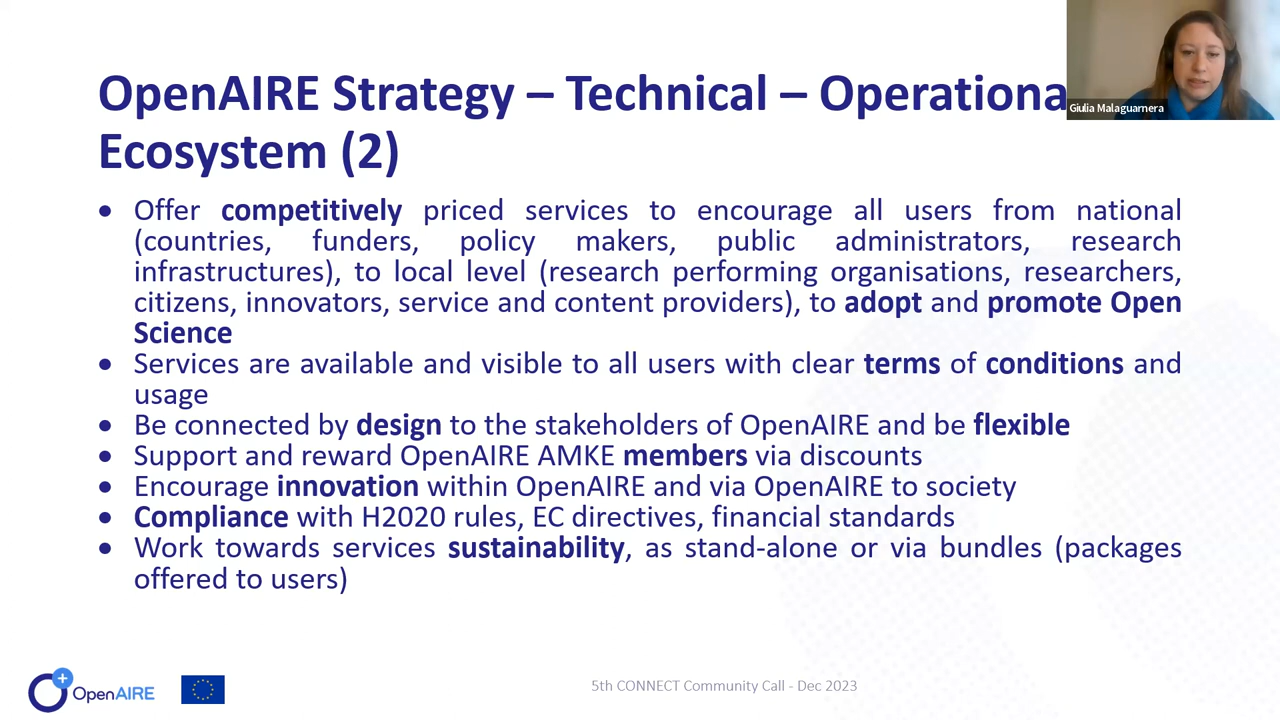 OpenAIRE Strategy – Technical – Operationa
Ecosystem (2)
Giulia Malaguarnera
• Offer competitively priced services to encourage all users from national
(countries, funders, policy makers, public administrators, research
infrastructures), to local level (research performing organisations, researchers,
citizens, innovators, service and content providers), to adopt and promote Open
Science
• Services are available and visible to all users with clear terms of conditions and
usage
• Be connected by design to the stakeholders of OpenAIRE and be flexible
• Support and reward OpenAIRE AMKE members via discounts
• Encourage innovation within OpenAIRE and via OpenAIRE to society
• Compliance with H2020 rules, EC directives, financial standards
• Work towards services sustainability, as stand-alone or via bundles (packages
offered to users)
OpenAIRE
5th CONNECT Community Call - Dec 2023